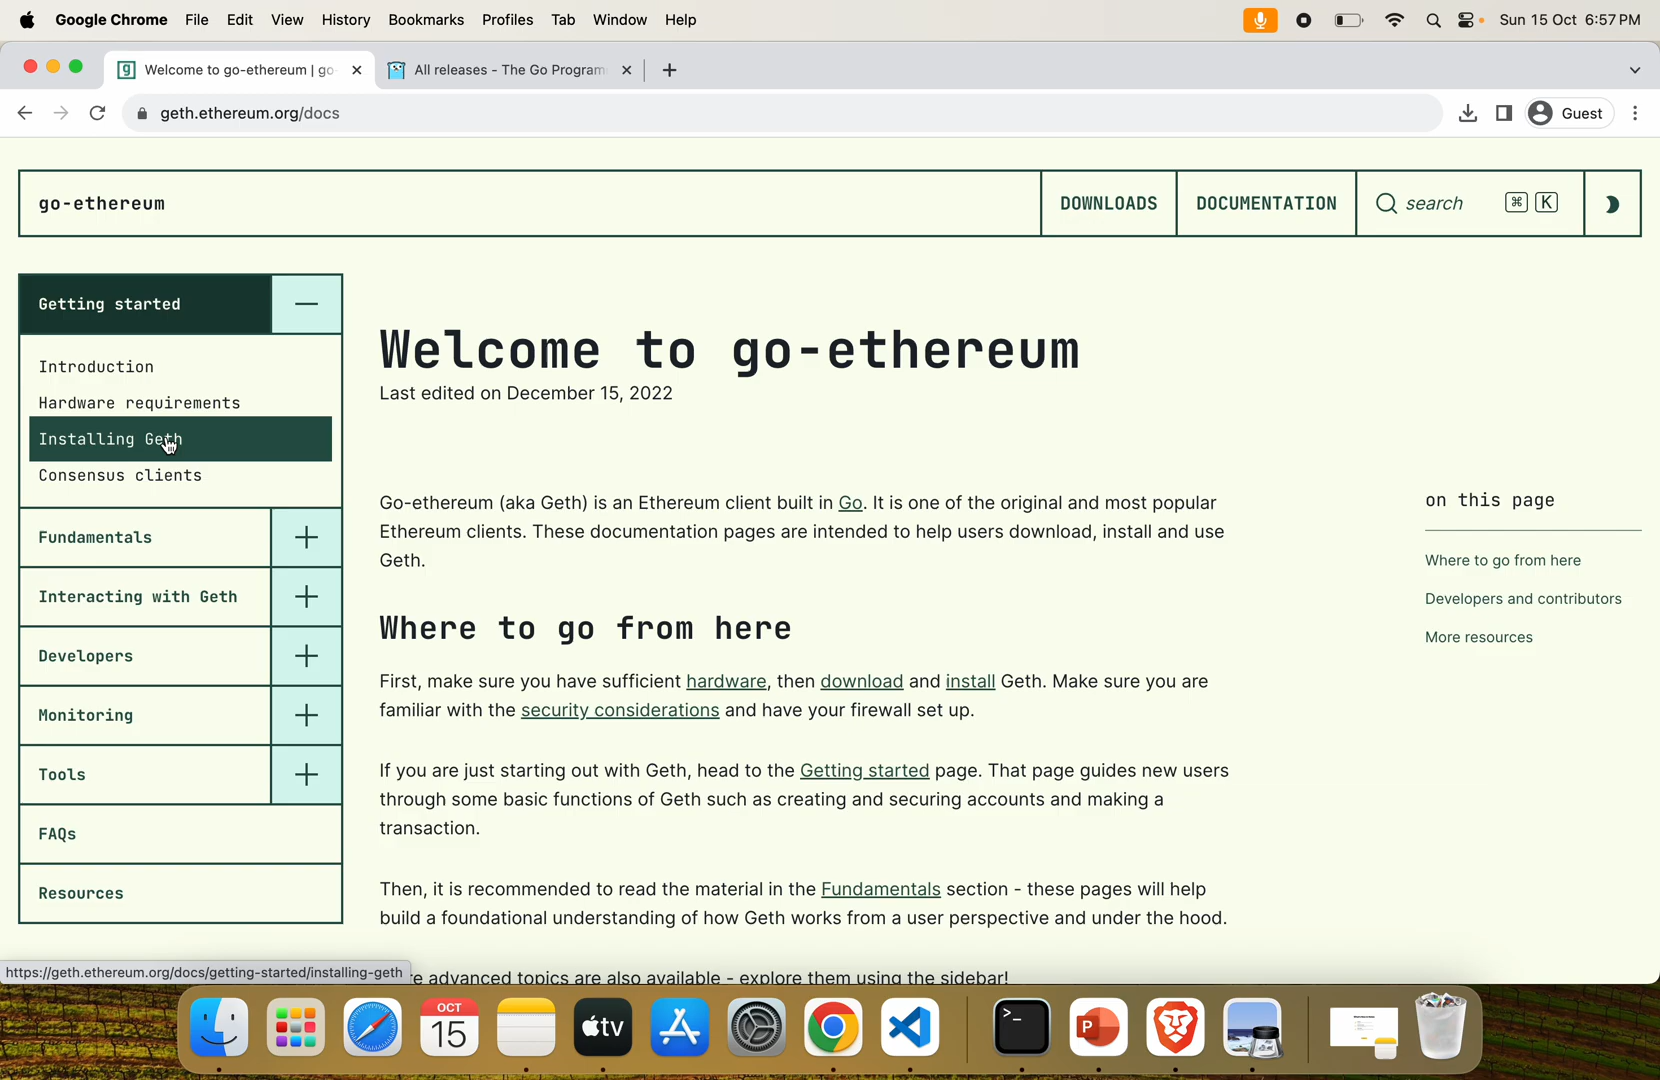 Google Chrome File Edit View History Bookmarks Profiles Tab Window Help Sun 15 Oct 6:57 PM
Welcome to go-ethereum | go- All releases - The Go Program
geth.ethereum.org/docs Guest
go-ethereum DOWNLOADS DOCUMENTATION search ⌘ K
Getting started
Introduction
Hardware requirements
Installing Geth
Consensus clients
Fundamentals
Interacting with Geth
Developers
Monitoring
Tools
FAQs
Resources
Welcome to go-ethereum
Last edited on December 15, 2022
Go-ethereum (aka Geth) is an Ethereum client built in Go. It is one of the original and most popular
Ethereum clients. These documentation pages are intended to help users download, install and use
Geth.
Where to go from here
First, make sure you have sufficient hardware, then download and install Geth. Make sure you are
familiar with the security considerations and have your firewall set up.
If you are just starting out with Geth, head to the Getting started page. That page guides new users
through some basic functions of Geth such as creating and securing accounts and making a
transaction.
Then, it is recommended to read the material in the Fundamentals section - these pages will help
build a foundational understanding of how Geth works from a user perspective and under the hood.
advanced topics are also available - explore them using the sidebar!
on this page
Where to go from here
Developers and contributors
More resources
https://geth.ethereum.org/docs/getting-started/installing-geth
OCT
15
tv
P